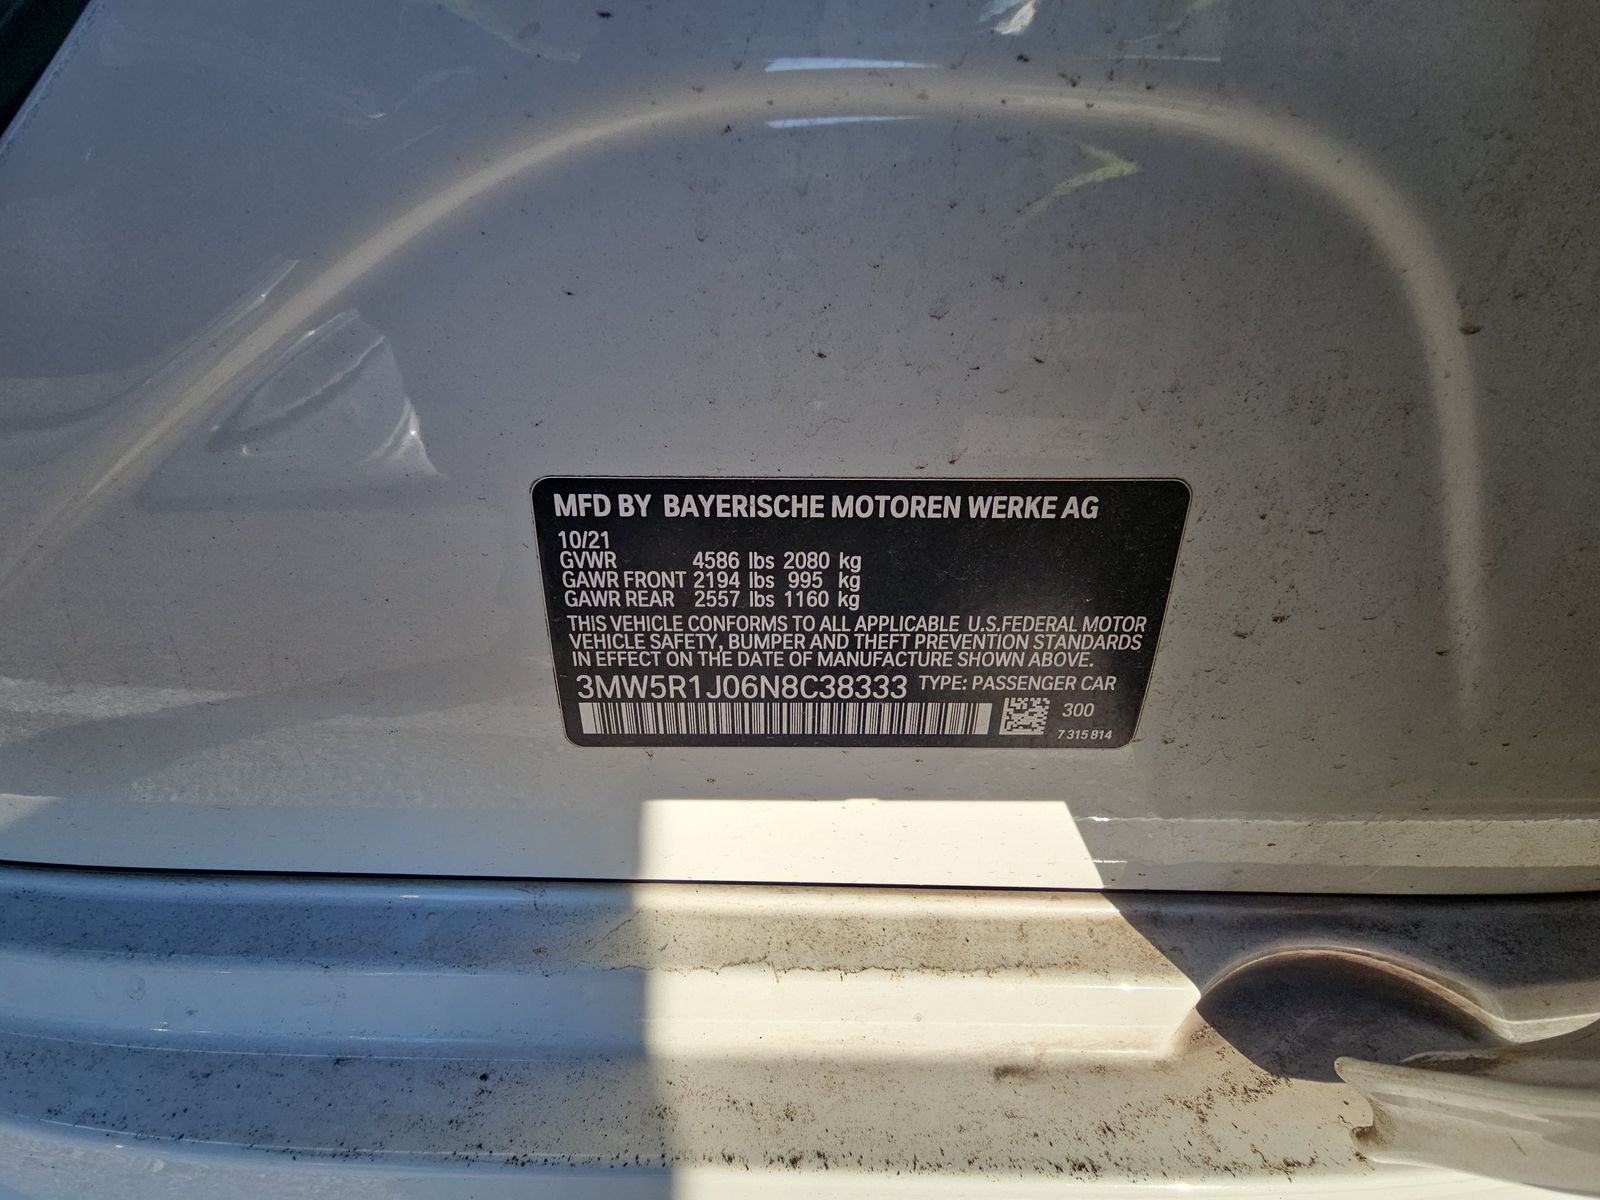 MFD BY BAYERISCHE MOTOREN WERKE AG
10/21
GVWR 4586 lbs 2080 kg
GAWR FRONT 2194 lbs 995 kg
GAWR REAR 2557 lbs 1160 kg
THIS VEHICLE CONFORMS TO ALL APPLICABLE U.S.FEDERAL MOTOR
VEHICLE SAFETY, BUMPER AND THEFT PREVENTION STANDARDS
IN EFFECT ON THE DATE OF MANUFACTURE SHOWN ABOVE.
3MW5R1J06N8C38333 TYPE: PASSENGER CAR
300
7 315 814